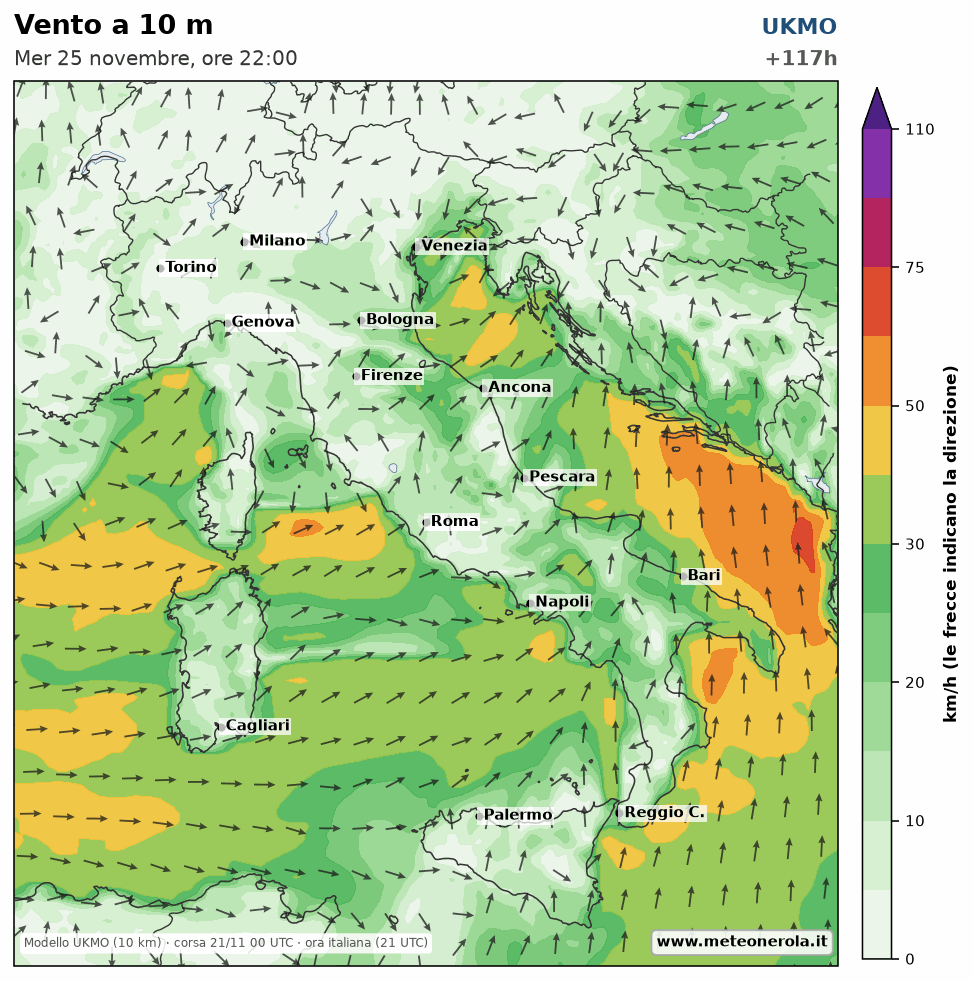 Vento a 10 m
UKMO
Mer 25 novembre, ore 22:00
+117h
110
75
50
30
20
10
0
km/h (le frecce indicano la direzione)
Venezia
Milano
Torino
Genova
Bologna
Firenze
Ancona
Pescara
Roma
Bari
Napoli
Cagliari
Palermo
Reggio C.
Modello UKMO (10 km) · corsa 21/11 00 UTC · ora italiana (21 UTC)
www.meteonerola.it